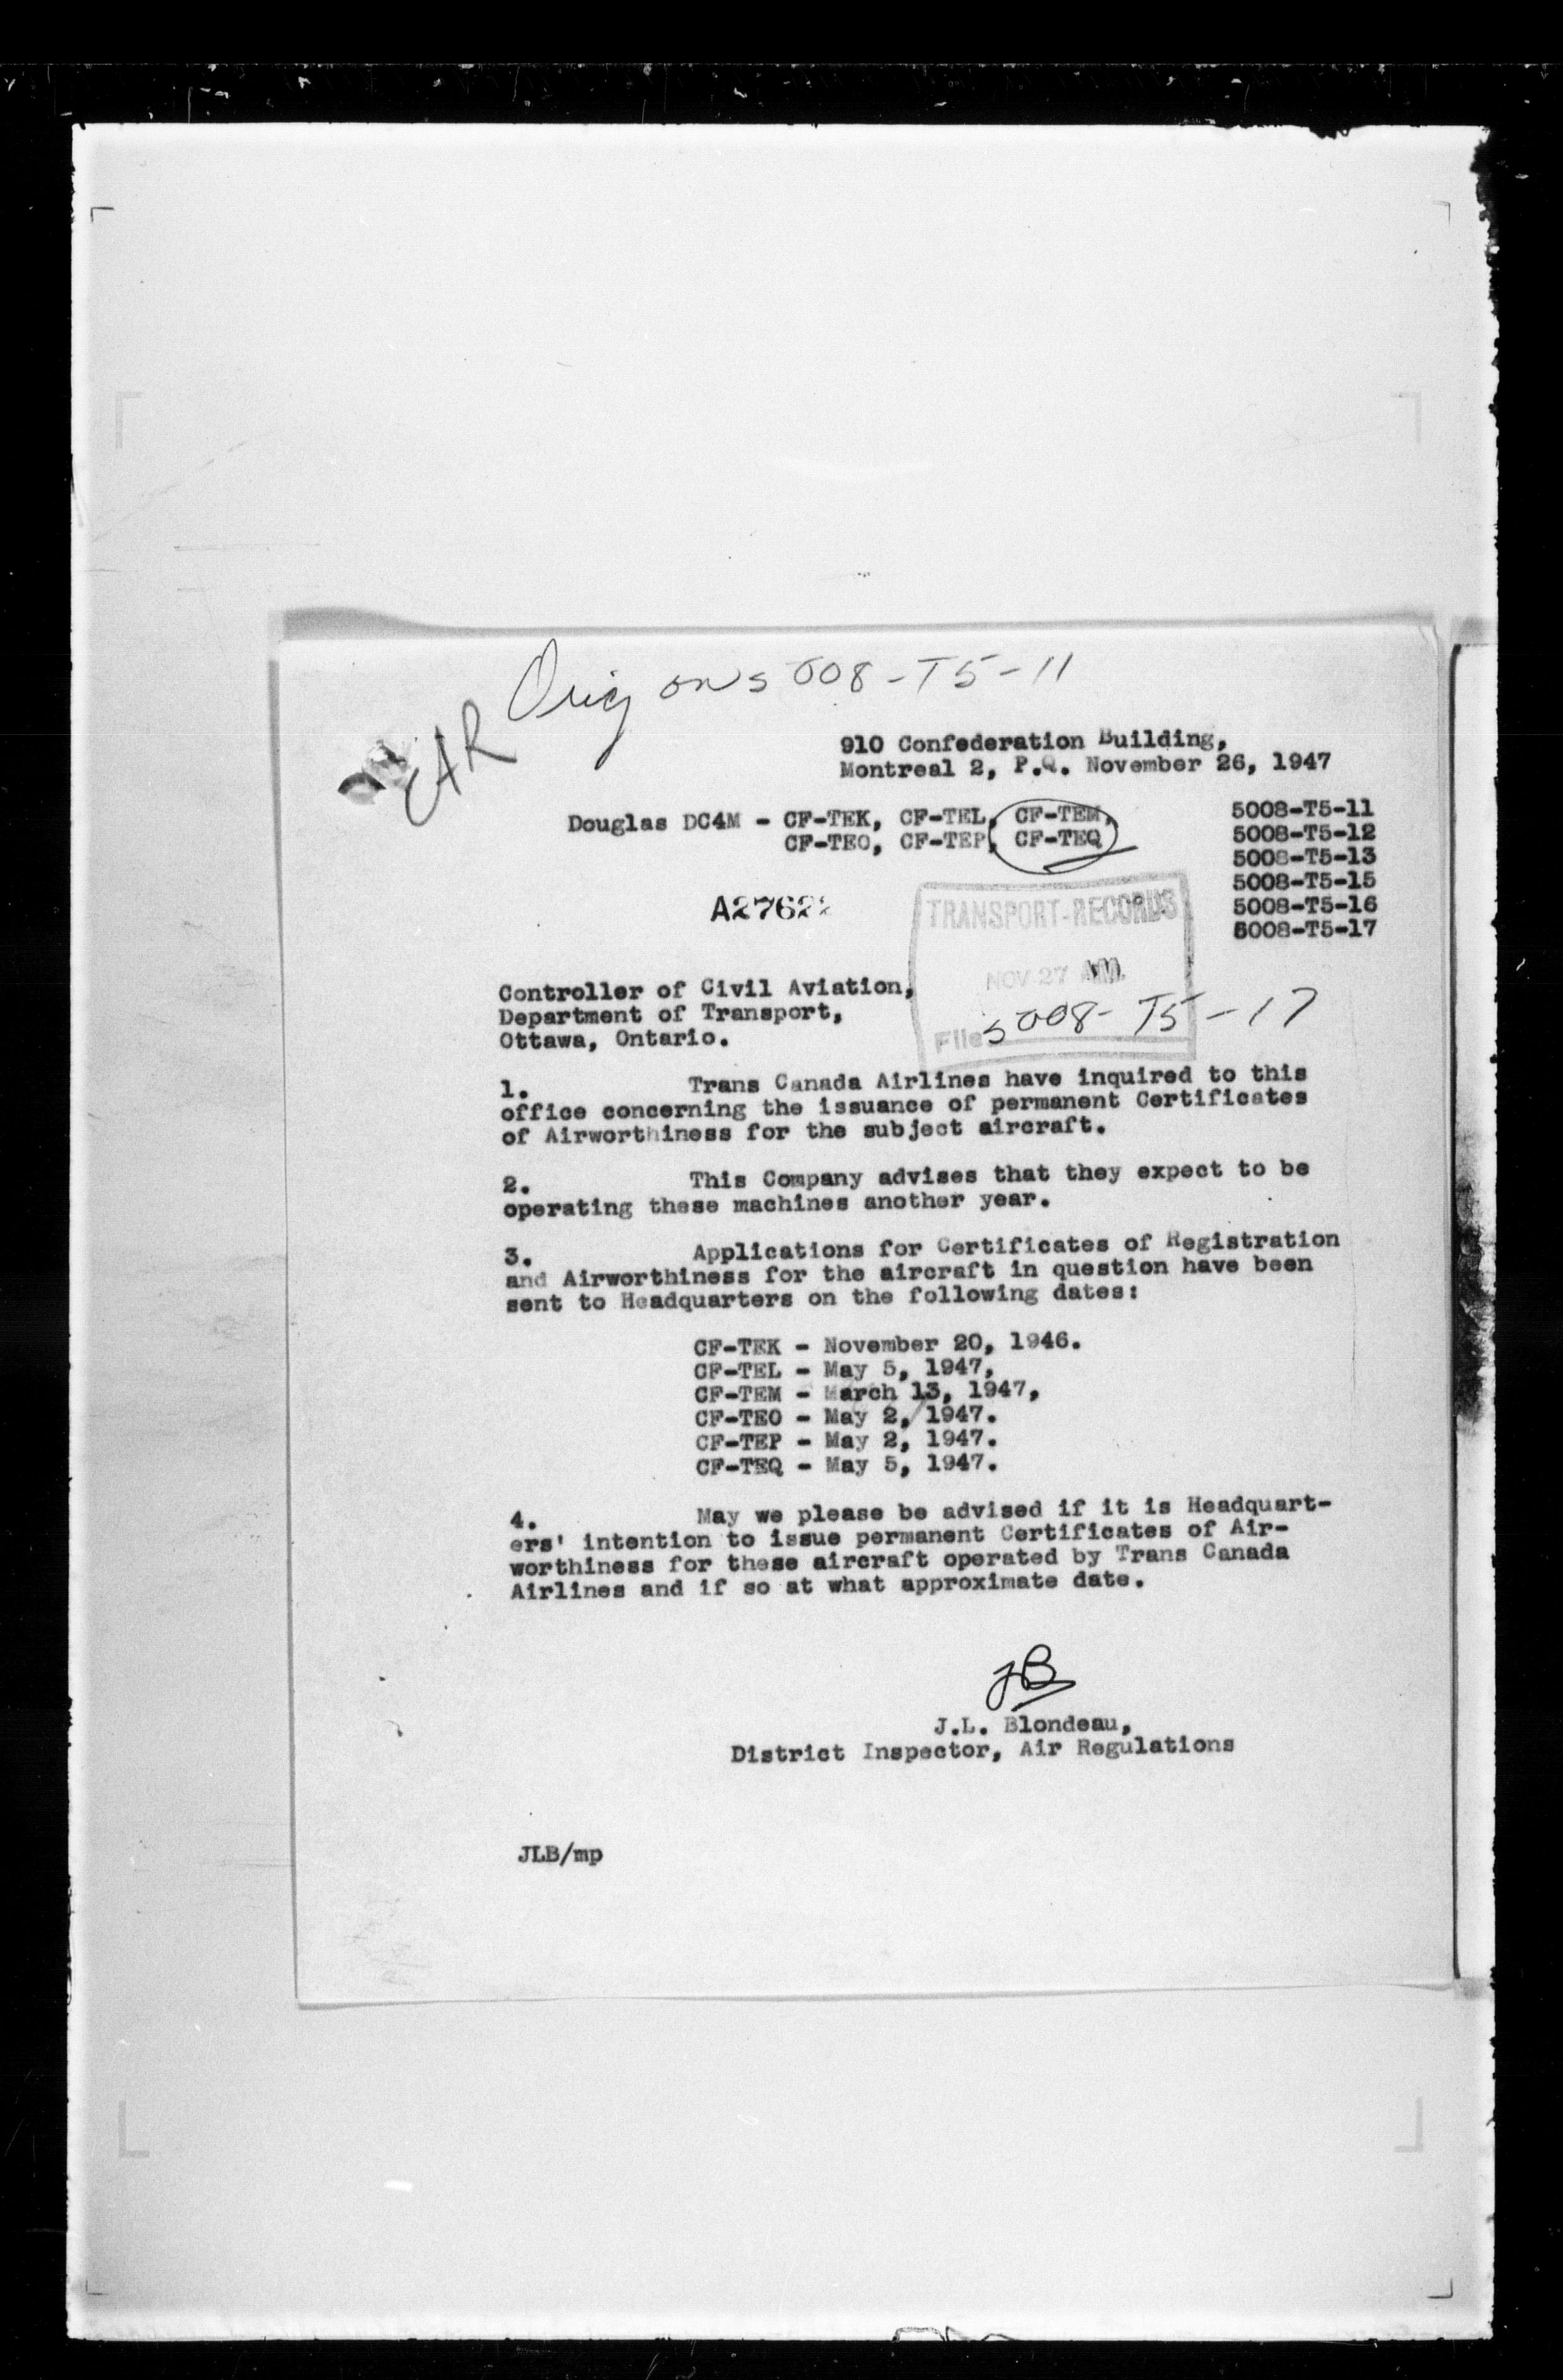 Orig on 5008-T5-11
CAR
910 Confederation Building,
Montreal 2, P.Q. November 26, 1947
Douglas DC4M - CF-TEK, CF-TEL, CF-TEM,
CF-TEO, CF-TEP, CF-TEQ
5008-T5-11
5008-T5-12
5008-T5-13
5008-T5-15
5008-T5-16
5008-T5-17
A27622
TRANSPORT-RECORDS
NOV 27 AM.
File 5008-T5-17
Controller of Civil Aviation,
Department of Transport,
Ottawa, Ontario.
1. Trans Canada Airlines have inquired to this
office concerning the issuance of permanent Certificates
of Airworthiness for the subject aircraft.
2. This Company advises that they expect to be
operating these machines another year.
3. Applications for Certificates of Registration
and Airworthiness for the aircraft in question have been
sent to Headquarters on the following dates:
CF-TEK - November 20, 1946.
CF-TEL - May 5, 1947,
CF-TEM - March 13, 1947,
CF-TEO - May 2, 1947.
CF-TEP - May 2, 1947.
CF-TEQ - May 5, 1947.
4. May we please be advised if it is Headquart-
ers' intention to issue permanent Certificates of Air-
worthiness for these aircraft operated by Trans Canada
Airlines and if so at what approximate date.
JB
J.L. Blondeau,
District Inspector, Air Regulations
JLB/mp